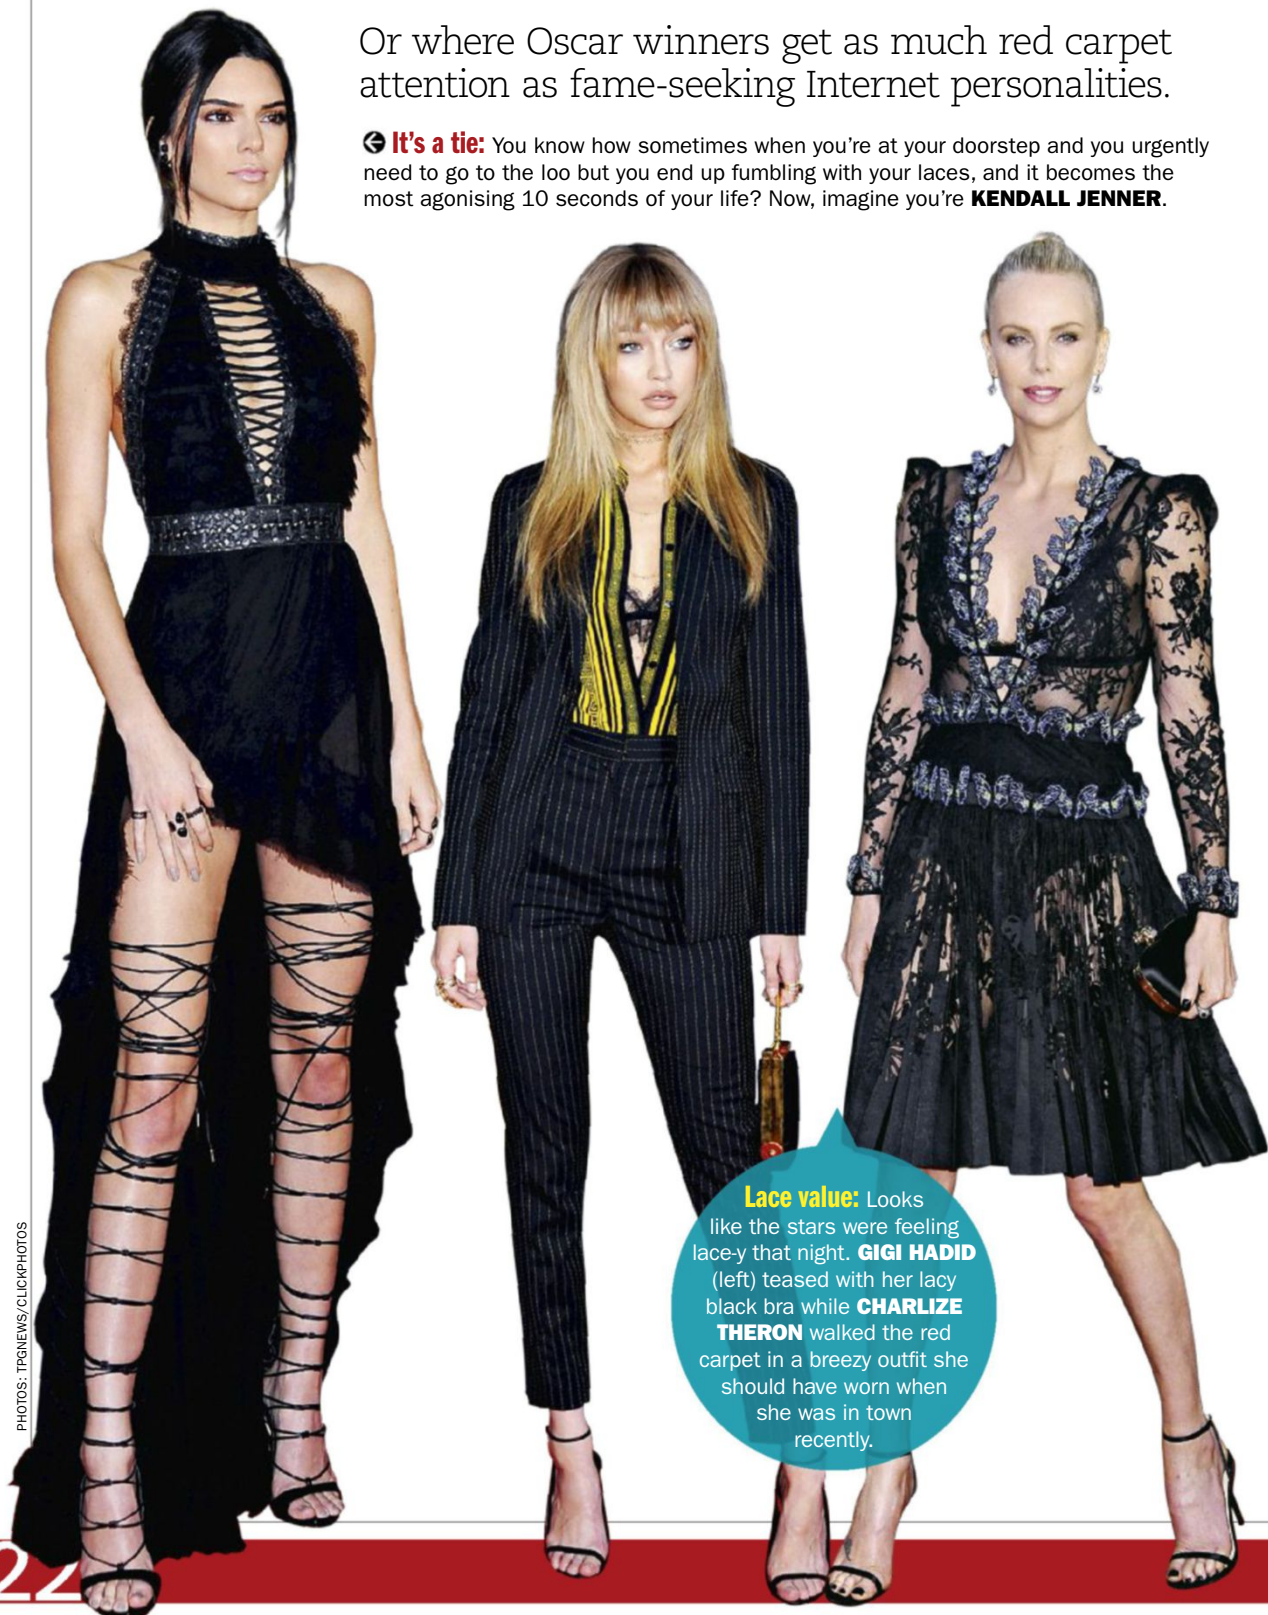 Or where Oscar winners get as much red carpet
attention as fame-seeking Internet personalities.
It's a tie: You know how sometimes when you're at your doorstep and you urgently
need to go to the loo but you end up fumbling with your laces, and it becomes the
most agonising 10 seconds of your life? Now, imagine you're KENDALL JENNER.
Lace value: Looks
like the stars were feeling
lace-y that night. GIGI HADID
(left) teased with her lacy
black bra while CHARLIZE
THERON walked the red
carpet in a breezy outfit she
should have worn when
she was in town
recently.
PHOTOS: TPGNEWS/CLICKPHOTOS
22